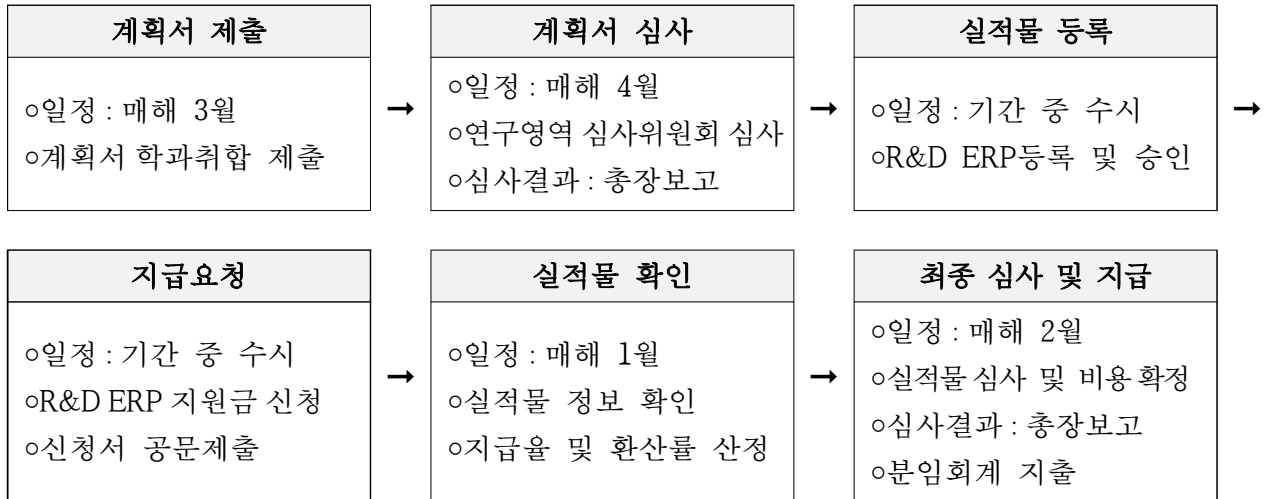 계획서 제출
○일정 : 매해 3월
○계획서 학과취합 제출
➞
계획서 심사
○일정 : 매해 4월
○연구영역 심사위원회 심사
○심사결과 : 총장보고
➞
실적물 등록
○일정 : 기간 중 수시
○R&D ERP등록 및 승인
➞
지급요청
○일정 : 기간 중 수시
○R&D ERP 지원금 신청
○신청서 공문제출
➞
실적물 확인
○일정 : 매해 1월
○실적물 정보 확인
○지급율 및 환산률 산정
➞
최종 심사 및 지급
○일정 : 매해 2월
○실적물 심사 및 비용 확정
○심사결과 : 총장보고
○분임회계 지출